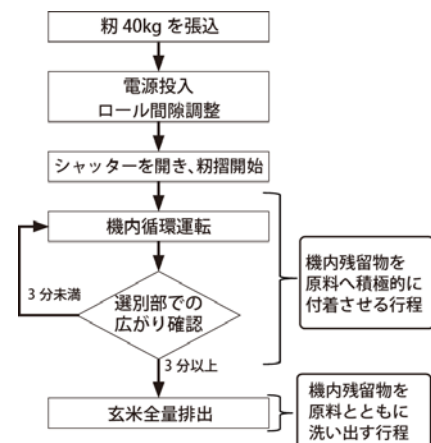 籾 40kg を張込
電源投入
ロール間隙調整
シャッターを開き、籾摺開始
機内循環運転
3 分未満
選別部での
広がり確認
3 分以上
玄米全量排出
機内残留物を
原料へ積極的に
付着させる行程
機内残留物を
原料とともに
洗い出す行程